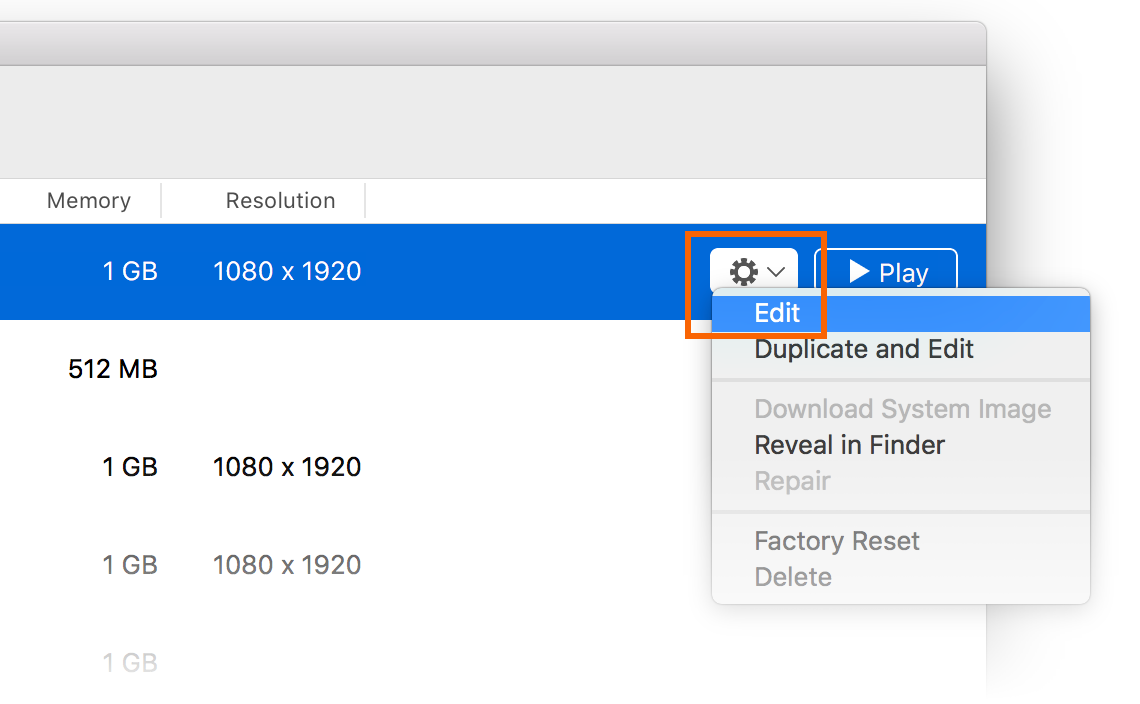 Memory Resolution
1 GB 1080 x 1920 Play
Edit
Duplicate and Edit
512 MB
Download System Image
Reveal in Finder
1 GB 1080 x 1920
Repair
Factory Reset
1 GB 1080 x 1920
Delete
1 GB